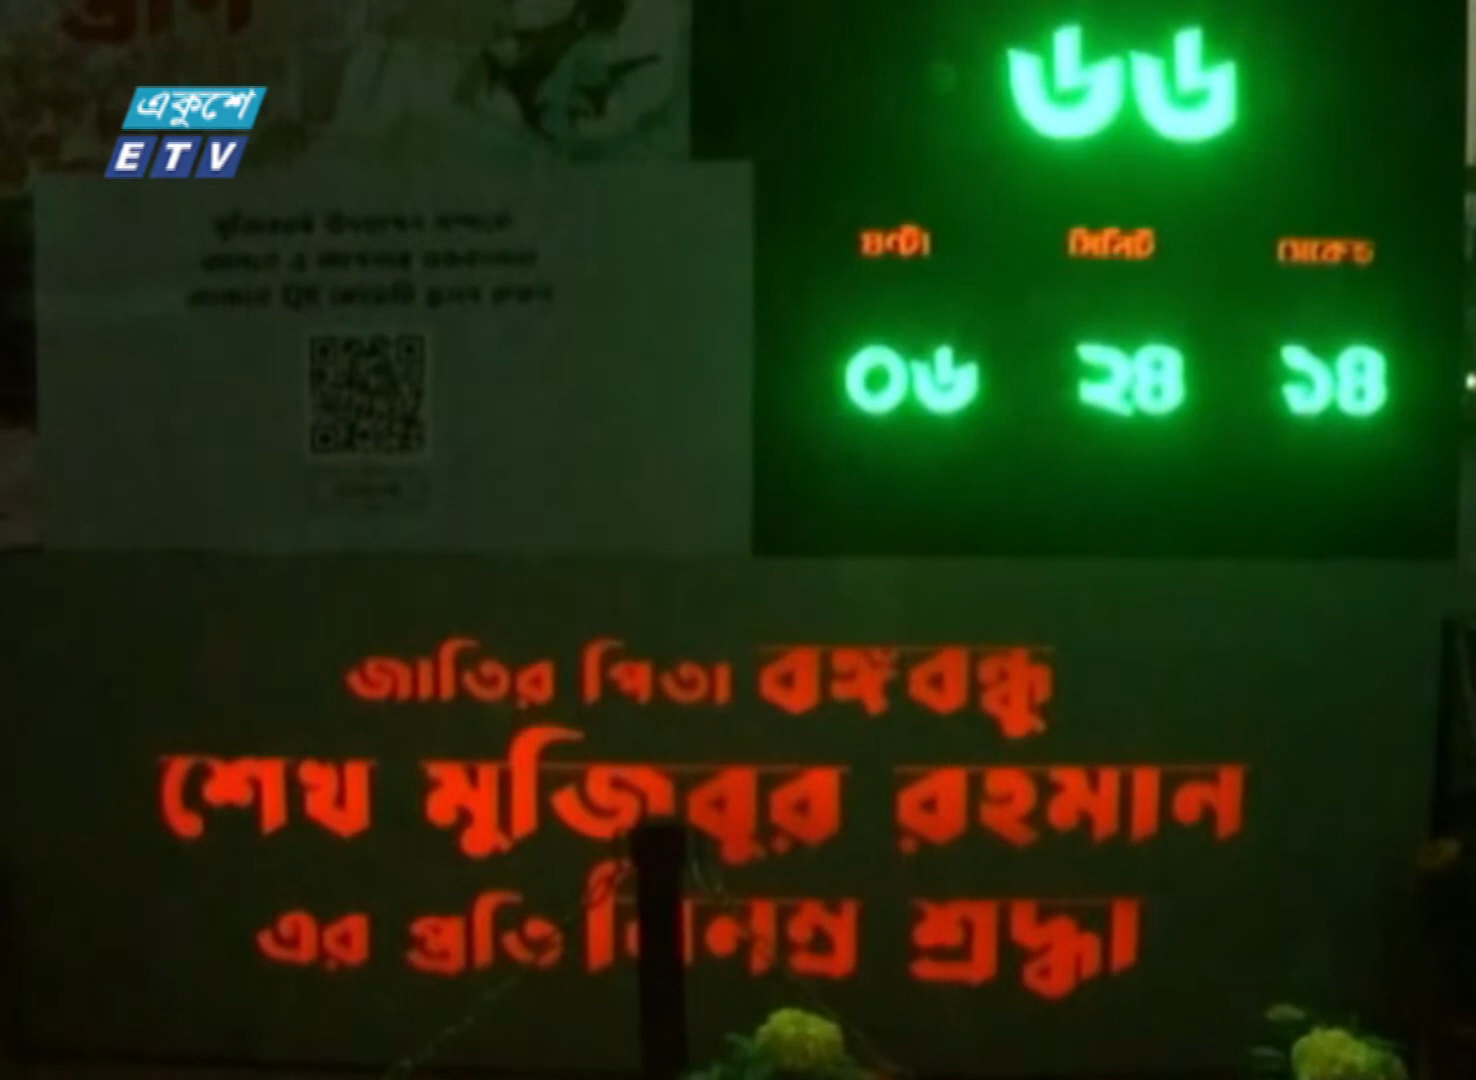 একুশে
ETV
৬৬
ঘণ্টা মিনিট সেকেন্ড
০৬ ২৪ ১৪
জাতির পিতা বঙ্গবন্ধু
শেখ মুজিবুর রহমান
এর প্রতি বিনম্র শ্রদ্ধা